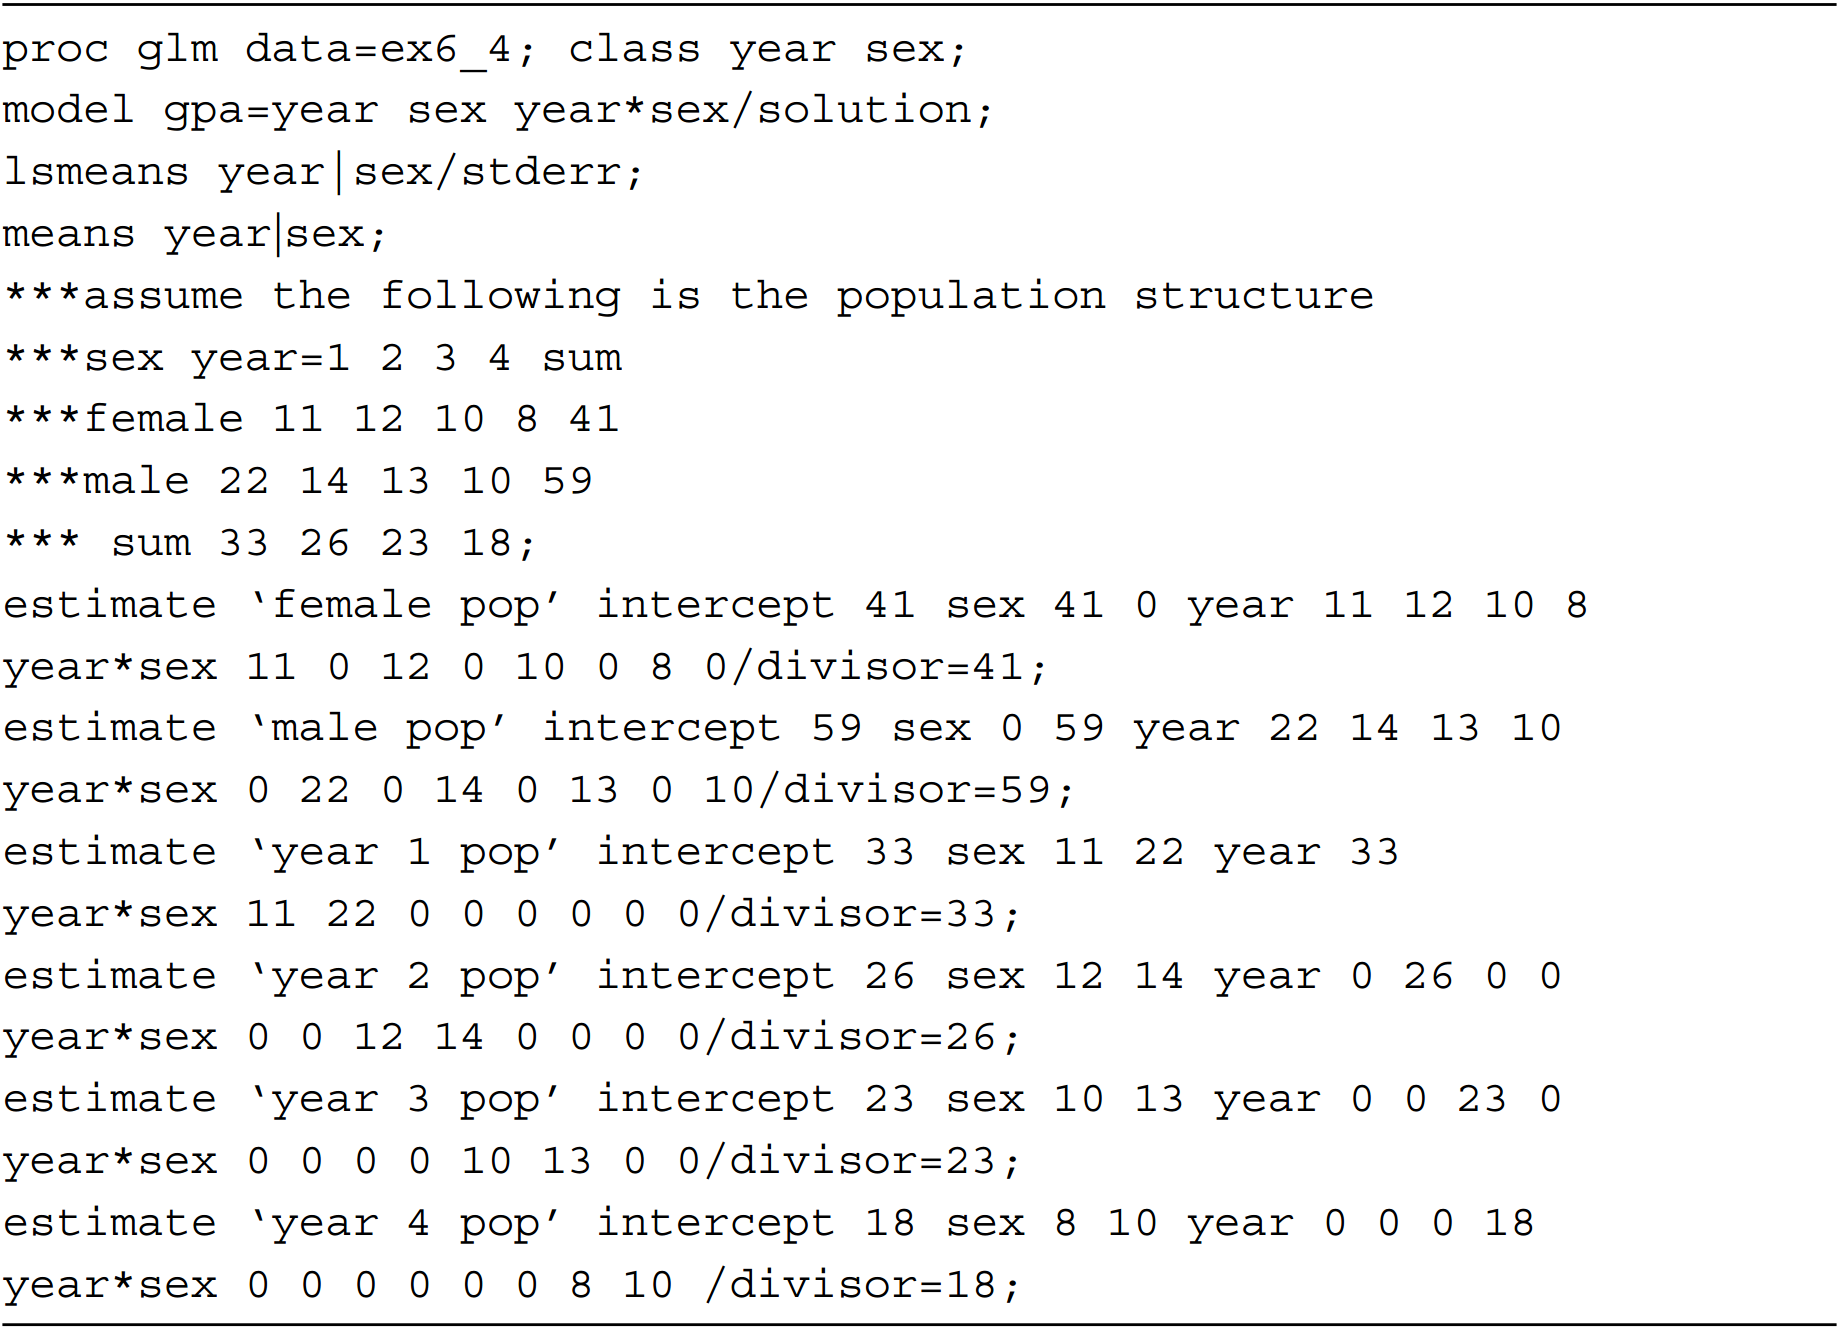 proc glm data=ex6_4; class year sex;
model gpa=year sex year*sex/solution;
lsmeans year|sex/stderr;
means year|sex;
***assume the following is the population structure
***sex year=1 2 3 4 sum
***female 11 12 10 8 41
***male 22 14 13 10 59
*** sum 33 26 23 18;
estimate ‘female pop’ intercept 41 sex 41 0 year 11 12 10 8
year*sex 11 0 12 0 10 0 8 0/divisor=41;
estimate ‘male pop’ intercept 59 sex 0 59 year 22 14 13 10
year*sex 0 22 0 14 0 13 0 10/divisor=59;
estimate ‘year 1 pop’ intercept 33 sex 11 22 year 33
year*sex 11 22 0 0 0 0 0 0/divisor=33;
estimate ‘year 2 pop’ intercept 26 sex 12 14 year 0 26 0 0
year*sex 0 0 12 14 0 0 0 0/divisor=26;
estimate ‘year 3 pop’ intercept 23 sex 10 13 year 0 0 23 0
year*sex 0 0 0 0 10 13 0 0/divisor=23;
estimate ‘year 4 pop’ intercept 18 sex 8 10 year 0 0 0 18
year*sex 0 0 0 0 0 0 8 10 /divisor=18;